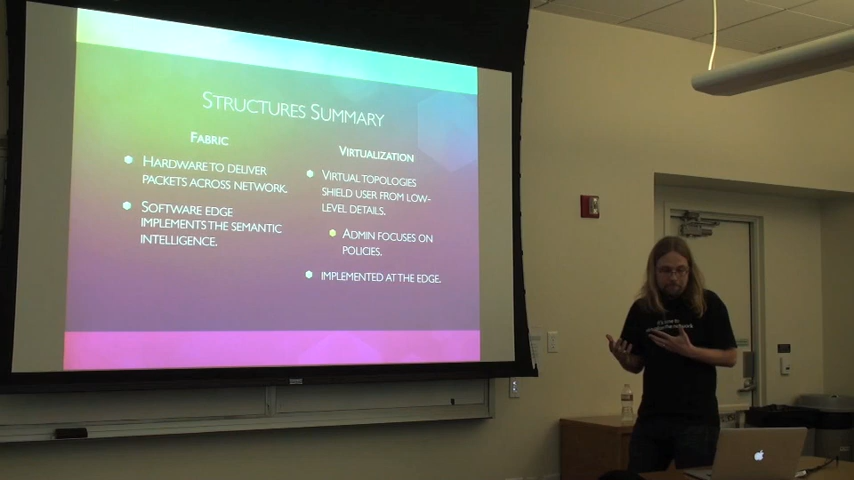 STRUCTURES SUMMARY
FABRIC
HARDWARE TO DELIVER
PACKETS ACROSS NETWORK.
SOFTWARE EDGE
IMPLEMENTS THE SEMANTIC
INTELLIGENCE.
VIRTUALIZATION
VIRTUAL TOPOLOGIES
SHIELD USER FROM LOW-
LEVEL DETAILS.
ADMIN FOCUSES ON
POLICIES.
IMPLEMENTED AT THE EDGE.